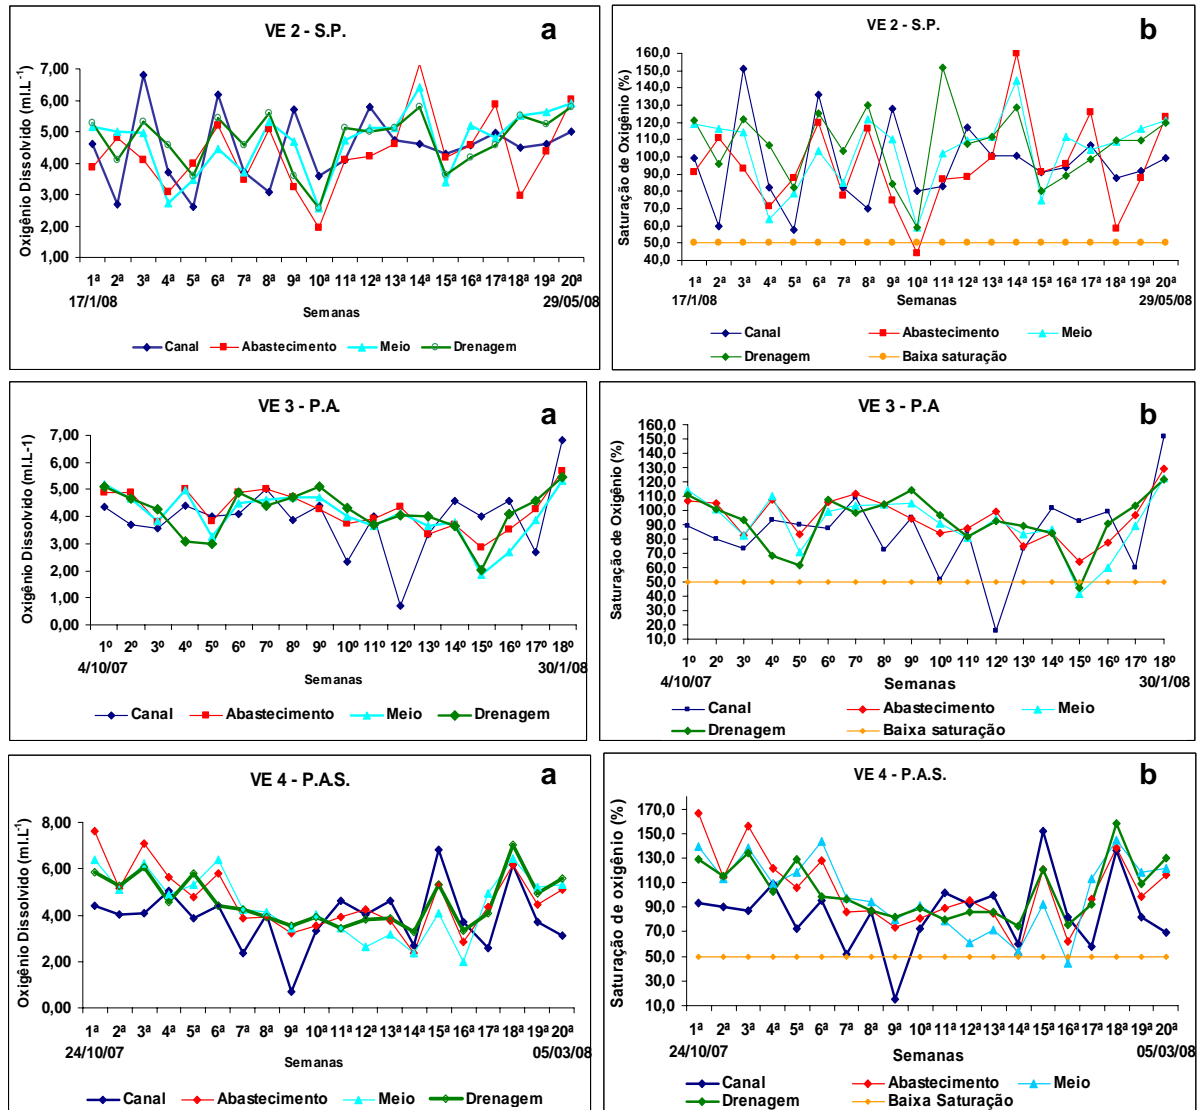 VE 2 - S.P.
a
Oxigênio Dissolvido (ml.L⁻¹)
7,00
6,00
5,00
4,00
3,00
2,00
1,00
1ª 2ª 3ª 4ª 5ª 6ª 7ª 8ª 9ª 10ª 11ª 12ª 13ª 14ª 15ª 16ª 17ª 18ª 19ª 20ª
17/1/08 29/05/08
Semanas
Canal Abastecimento Meio Drenagem
VE 2 - S.P.
b
Saturação de Oxigênio (%)
160,0
150,0
140,0
130,0
120,0
110,0
100,0
90,0
80,0
70,0
60,0
50,0
40,0
1ª 2ª 3ª 4ª 5ª 6ª 7ª 8ª 9ª 10ª 11ª 12ª 13ª 14ª 15ª 16ª 17ª 18ª 19ª 20ª
17/1/08 Semanas 29/05/08
Canal Abastecimento Meio
Drenagem Baixa saturação
VE 3 - P.A.
a
Oxigênio Dissolvido (ml.L-1)
7,00
6,00
5,00
4,00
3,00
2,00
1,00
0,00
1º 2º 3º 4º 5º 6º 7º 8º 9º 10º 11º 12º 13º 14º 15º 16º 17º 18º
4/10/07 30/1/08
Semanas
Canal Abastecimento Meio Drenagem
VE 3 - P.A
b
Saturação de Oxigênio (%)
160,0
150,0
140,0
130,0
120,0
110,0
100,0
90,0
80,0
70,0
60,0
50,0
40,0
30,0
20,0
10,0
1º 2º 3º 4º 5º 6º 7º 8º 9º 10º 11º 12º 13º 14º 15º 16º 17º 18º
4/10/07 Semanas 30/1/08
Canal Abastecimento Meio
Drenagem Baixa saturação
VE 4 - P.A.S.
a
Oxigênio Dissolvido (ml.L⁻¹)
8,00
6,00
4,00
2,00
0,00
1ª 2ª 3ª 4ª 5ª 6ª 7ª 8ª 9ª 10ª 11ª 12ª 13ª 14ª 15ª 16ª 17ª 18ª 19ª 20ª
24/10/07 05/03/08
Semanas
Canal Abastecimento Meio Drenagem
VE 4 - P.A.S.
b
Saturação de oxigênio (%)
170,0
150,0
130,0
110,0
90,0
70,0
50,0
30,0
10,0
1ª 2ª 3ª 4ª 5ª 6ª 7ª 8ª 9ª 10ª 11ª 12ª 13ª 14ª 15ª 16ª 17ª 18ª 19ª 20ª
24/10/07 05/03/08
Semanas
Canal Abastecimento Meio
Drenagem Baixa Saturação